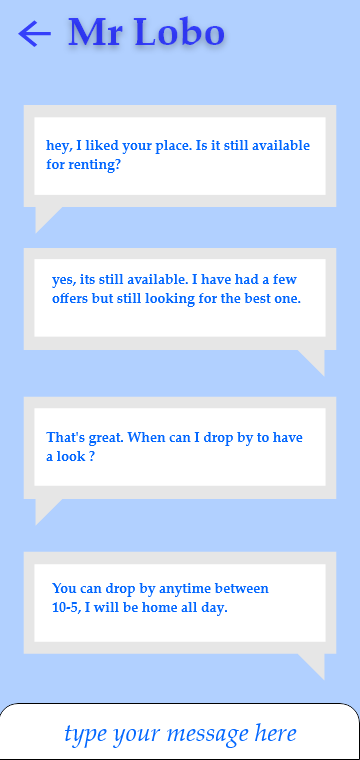 Mr Lobo
hey, I liked your place. Is it still available
for renting?
yes, its still available. I have had a few
offers but still looking for the best one.
That's great. When can I drop by to have
a look ?
You can drop by anytime between
10-5, I will be home all day.
type your message here